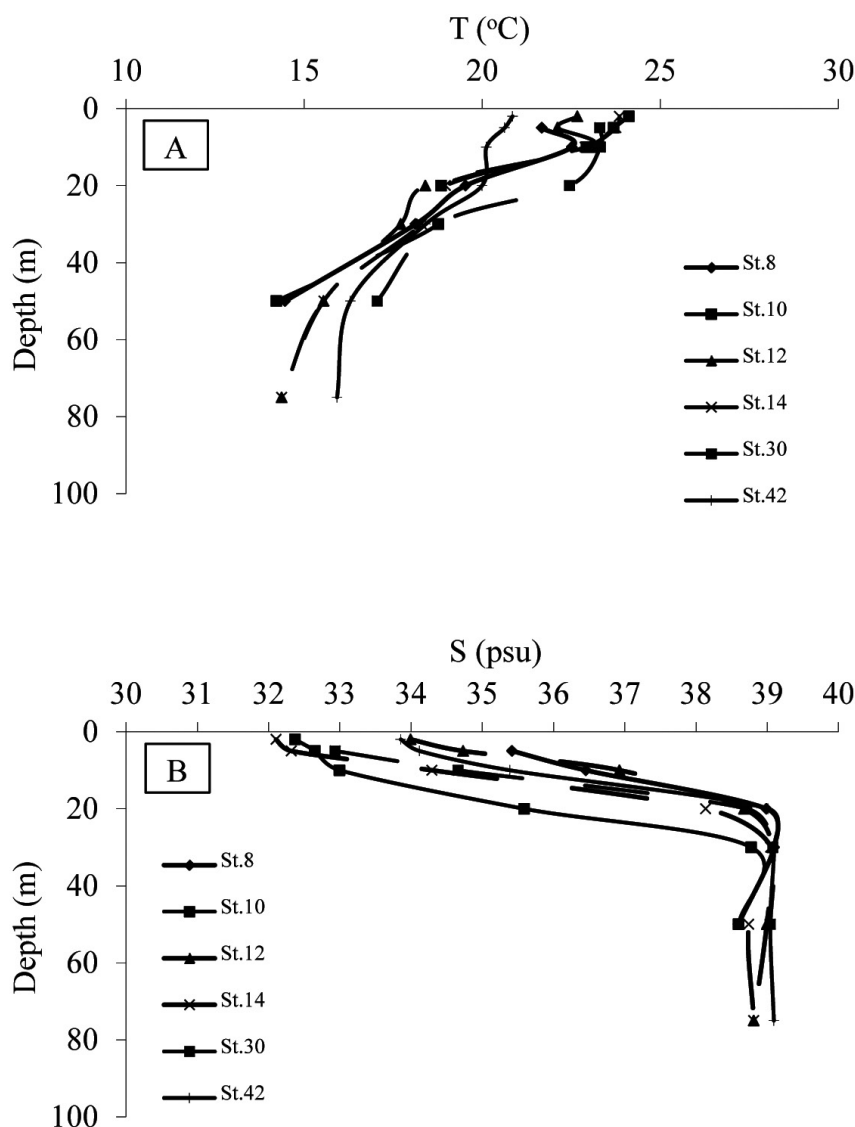 T (ºC)
10 15 20 25 30
0
20
40
60
80
100
Depth (m)
A
St.8
St.10
St.12
St.14
St.30
St.42
S (psu)
30 31 32 33 34 35 36 37 38 39 40
0
20
40
60
80
100
Depth (m)
B
St.8
St.10
St.12
St.14
St.30
St.42